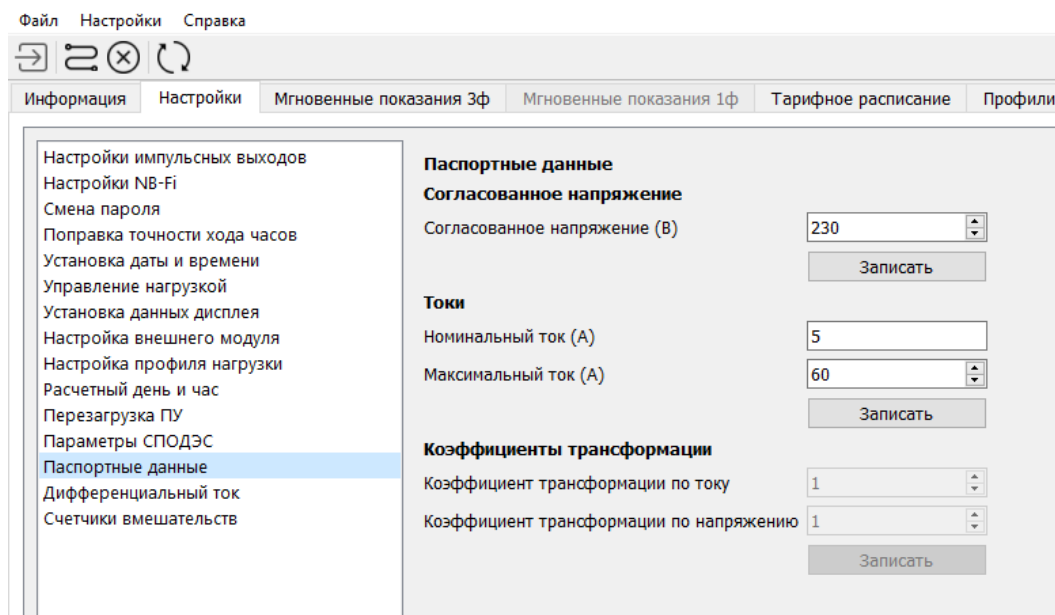 Файл Настройки Справка
Информация Настройки Мгновенные показания 3ф Мгновенные показания 1ф Тарифное расписание Профили
Настройки импульсных выходов
Настройки NB-Fi
Смена пароля
Поправка точности хода часов
Установка даты и времени
Управление нагрузкой
Установка данных дисплея
Настройка внешнего модуля
Настройка профиля нагрузки
Расчетный день и час
Перезагрузка ПУ
Параметры СПОДЭС
Паспортные данные
Дифференциальный ток
Счетчики вмешательств
Паспортные данные
Согласованное напряжение
Согласованное напряжение (В) 230
Записать
Токи
Номинальный ток (А) 5
Максимальный ток (А) 60
Записать
Коэффициенты трансформации
Коэффициент трансформации по току 1
Коэффициент трансформации по напряжению 1
Записать